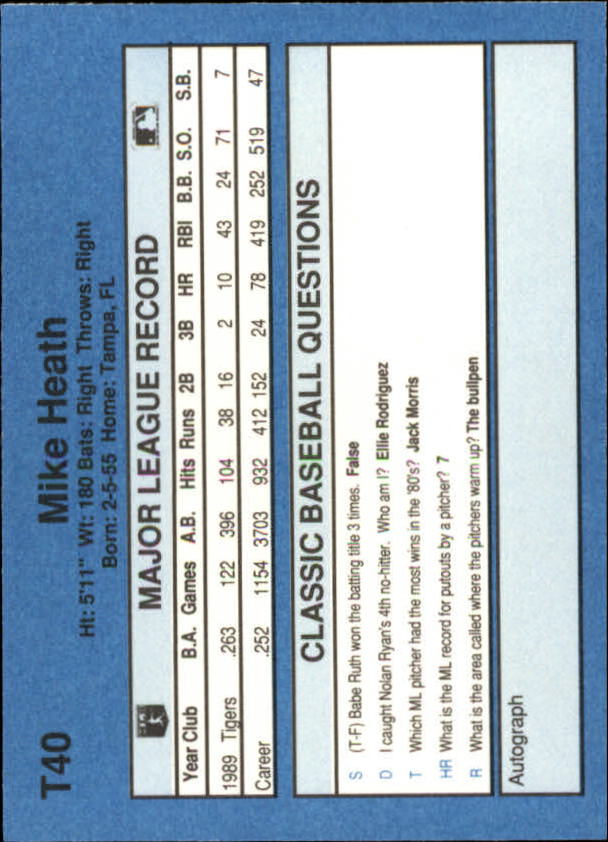 T40
Mike Heath
Ht: 5'11" Wt: 180 Bats: Right Throws: Right
Born: 2-5-55 Home: Tampa, FL
MAJOR LEAGUE RECORD
Year Club B.A. Games A.B. Hits Runs 2B 3B HR RBI B.B. S.O. S.B.
1989 Tigers .263 122 396 104 38 16 2 10 43 24 71 7
Career .252 1154 3703 932 412 152 24 78 419 252 519 47
CLASSIC BASEBALL QUESTIONS
S (T-F) Babe Ruth won the batting title 3 times. False
D I caught Nolan Ryan's 4th no-hitter. Who am I? Ellie Rodriguez
T Which ML pitcher had the most wins in the '80's? Jack Morris
HR What is the ML record for putouts by a pitcher? 7
R What is the area called where the pitchers warm up? The bullpen
Autograph